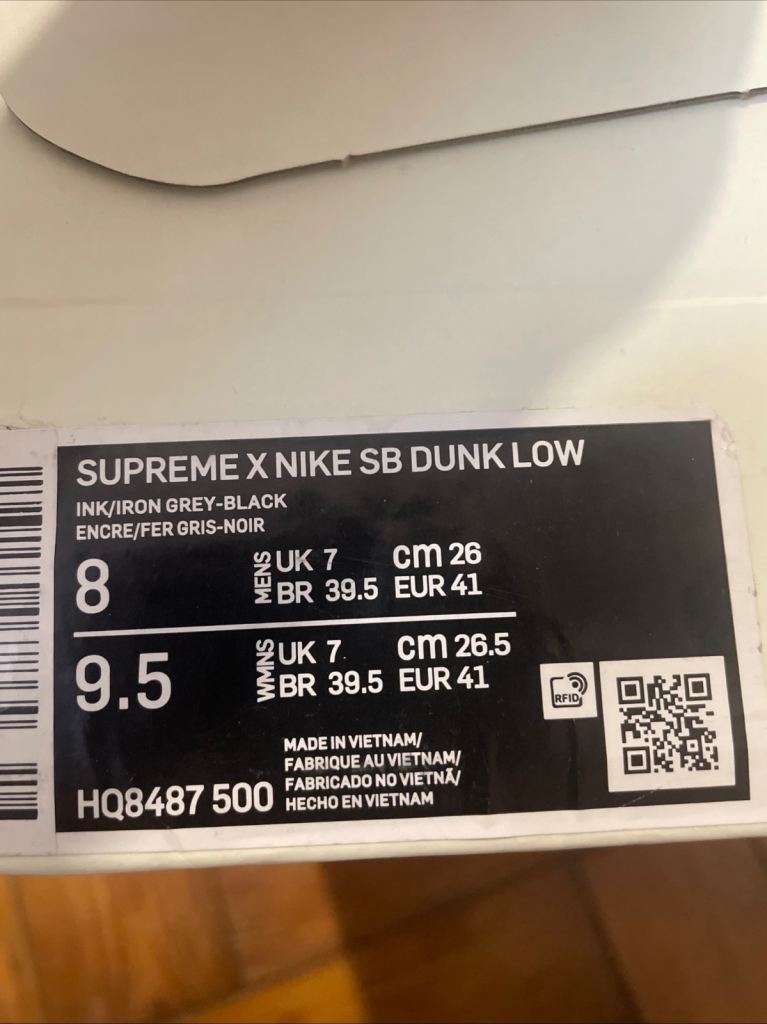 SUPREME X NIKE SB DUNK LOW
INK/IRON GREY-BLACK
ENCRE/FER GRIS-NOIR
8 MENS UK 7 cm 26
BR 39.5 EUR 41
9.5 WMNS UK 7 cm 26.5
BR 39.5 EUR 41
RFID
MADE IN VIETNAM/
FABRIQUE AU VIETNAM/
FABRICADO NO VIETNÃ/
HECHO EN VIETNAM
HQ8487 500